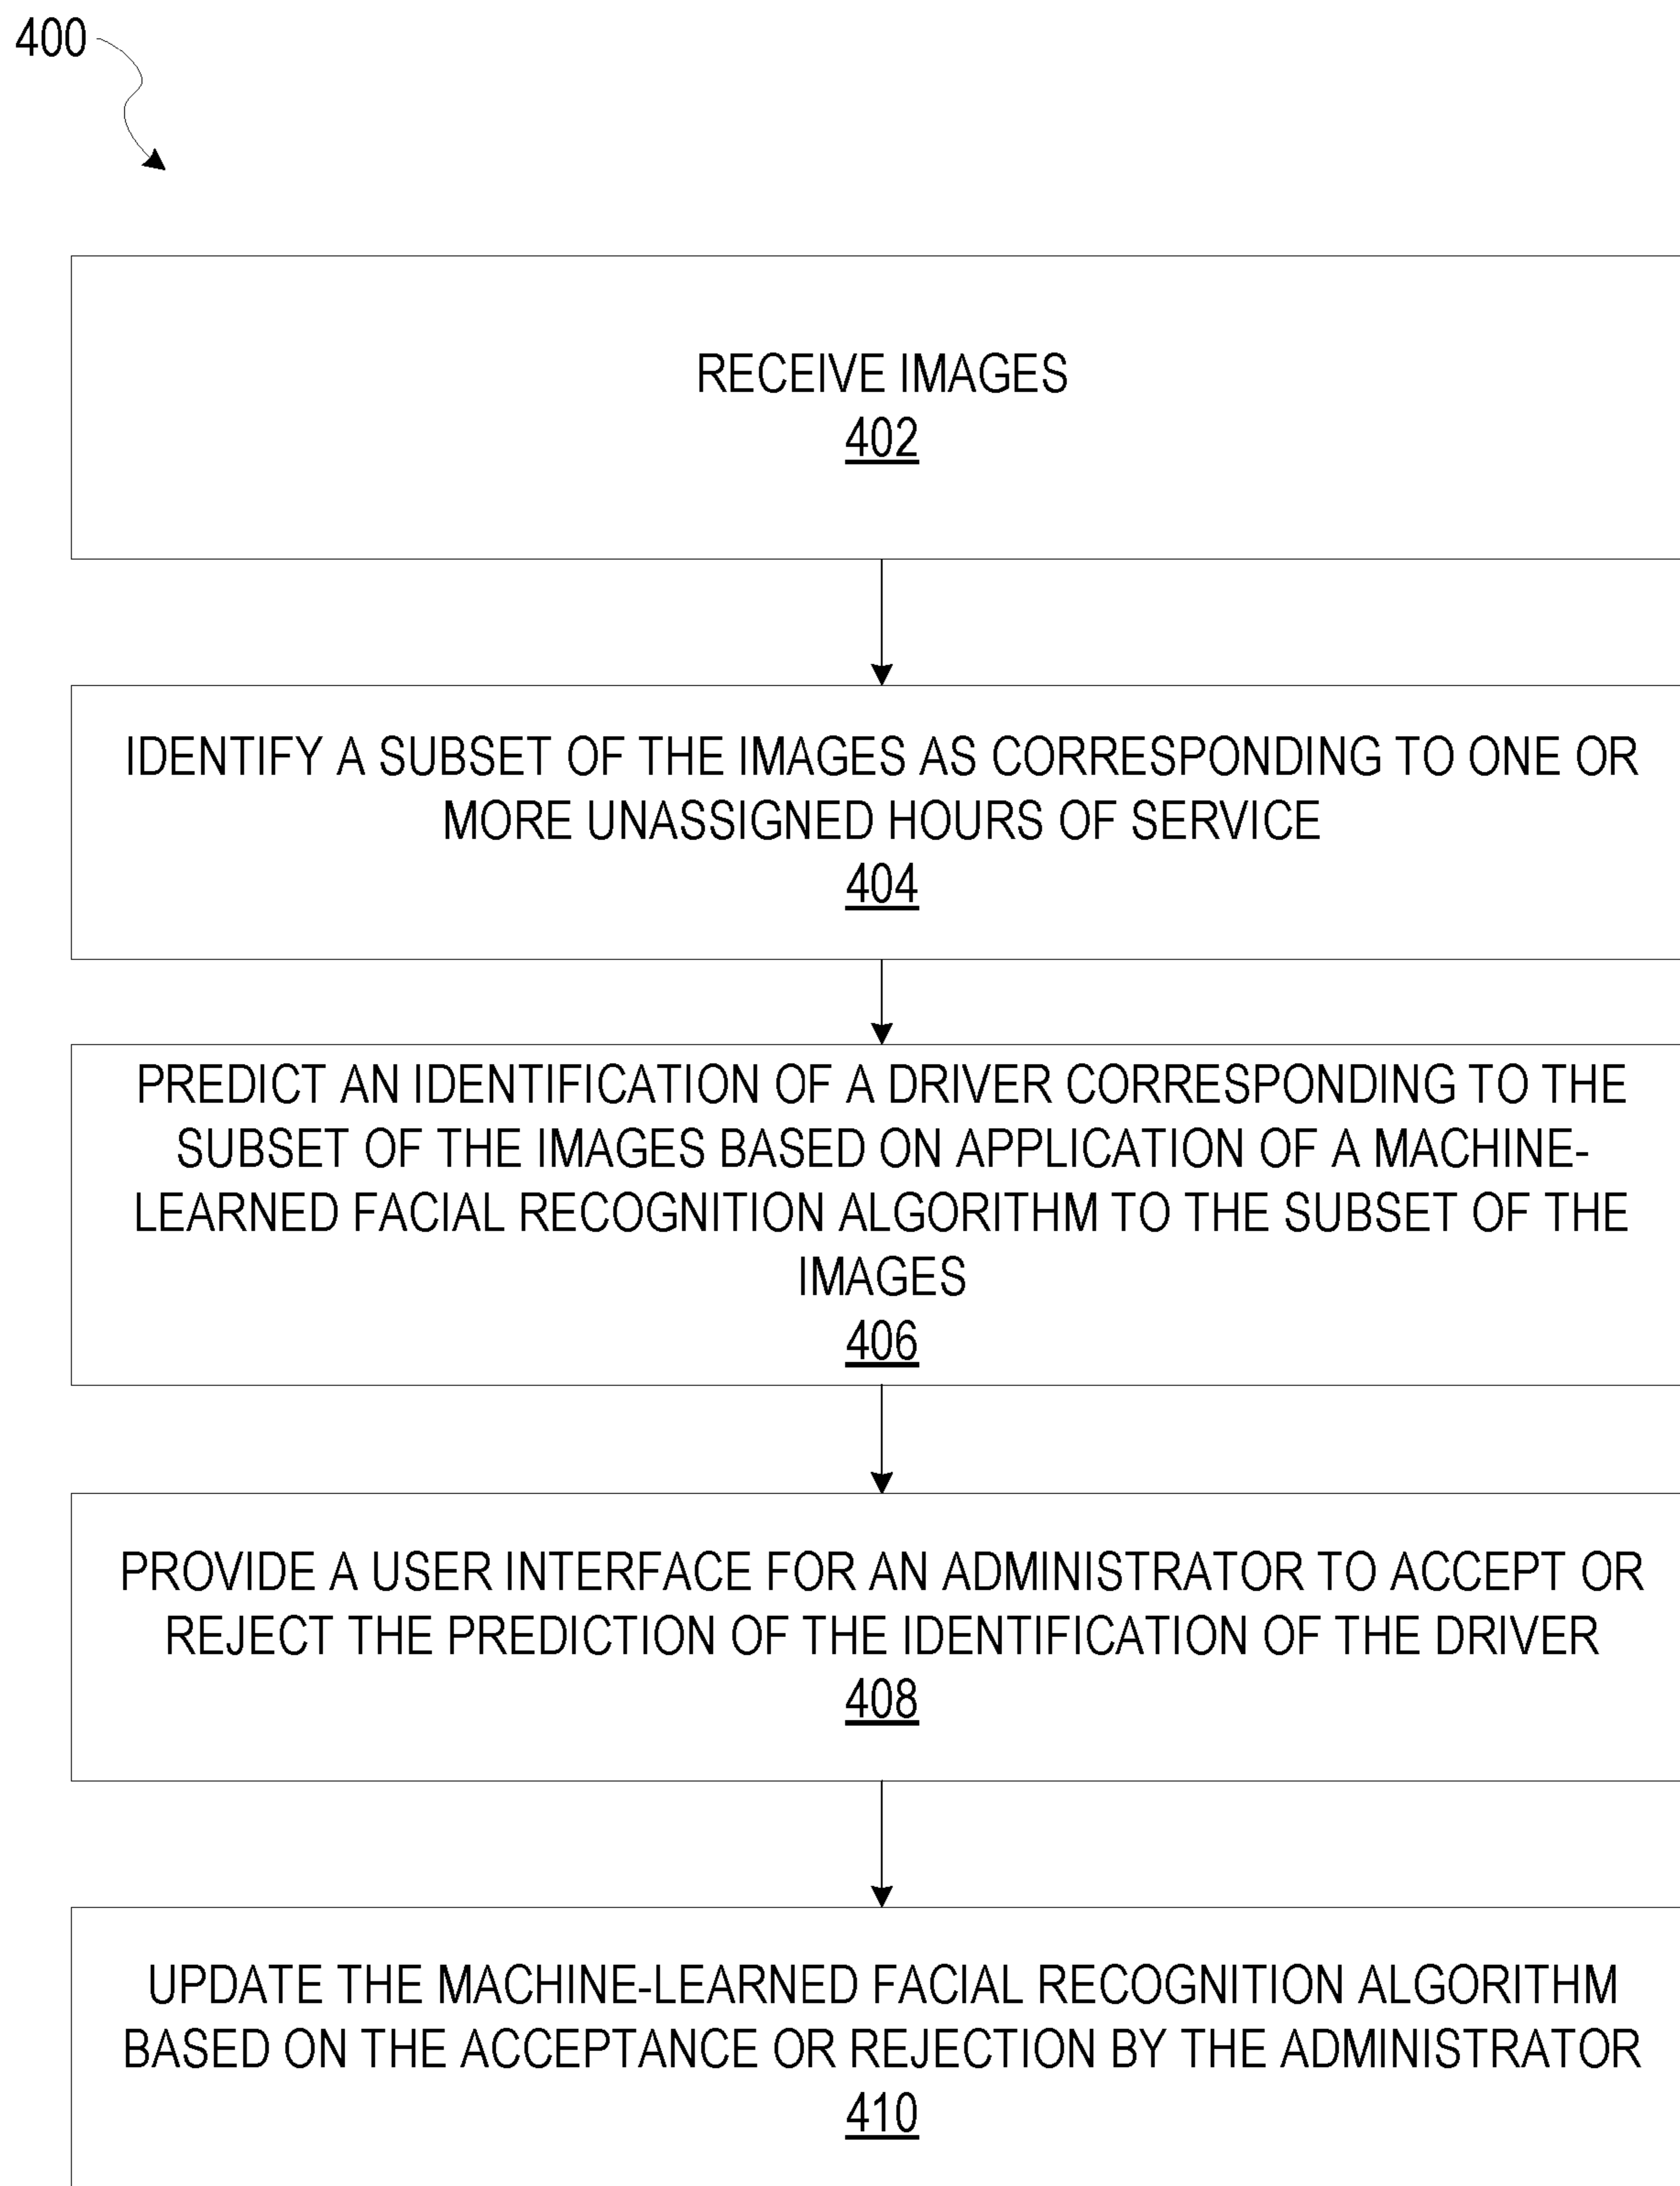 400
RECEIVE IMAGES
402
IDENTIFY A SUBSET OF THE IMAGES AS CORRESPONDING TO ONE OR
MORE UNASSIGNED HOURS OF SERVICE
404
PREDICT AN IDENTIFICATION OF A DRIVER CORRESPONDING TO THE
SUBSET OF THE IMAGES BASED ON APPLICATION OF A MACHINE-
LEARNED FACIAL RECOGNITION ALGORITHM TO THE SUBSET OF THE
IMAGES
406
PROVIDE A USER INTERFACE FOR AN ADMINISTRATOR TO ACCEPT OR
REJECT THE PREDICTION OF THE IDENTIFICATION OF THE DRIVER
408
UPDATE THE MACHINE-LEARNED FACIAL RECOGNITION ALGORITHM
BASED ON THE ACCEPTANCE OR REJECTION BY THE ADMINISTRATOR
410